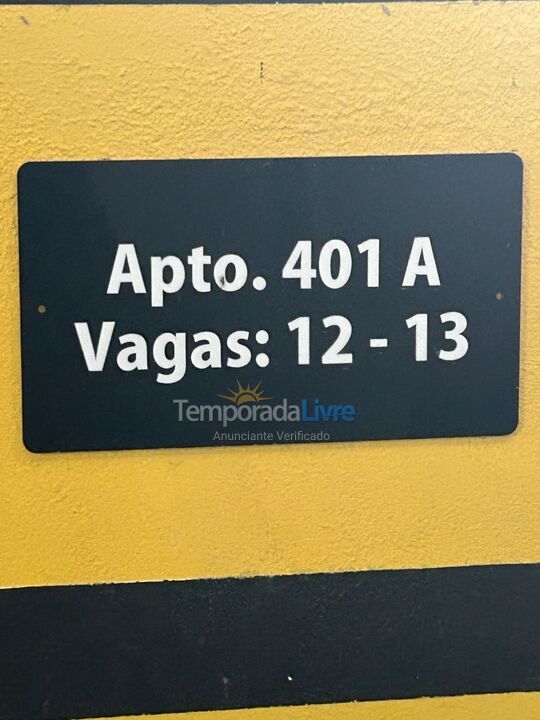 Apto. 401 A
Vagas: 12 - 13
TemporadaLivre
Anunciante Verificado